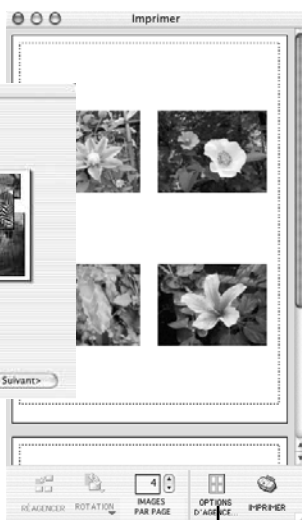 Imprimer
Suivant>
4
RÉAGENCER ROTATION IMAGES PAR PAGE OPTIONS D'AGENCE... IMPRIMER